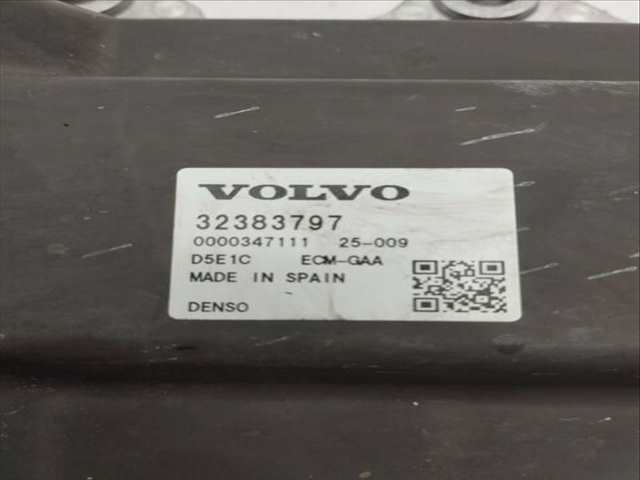 VOLVO
32383797
0000347111 25-009
D5E1C ECM-GAA
MADE IN SPAIN
DENSO